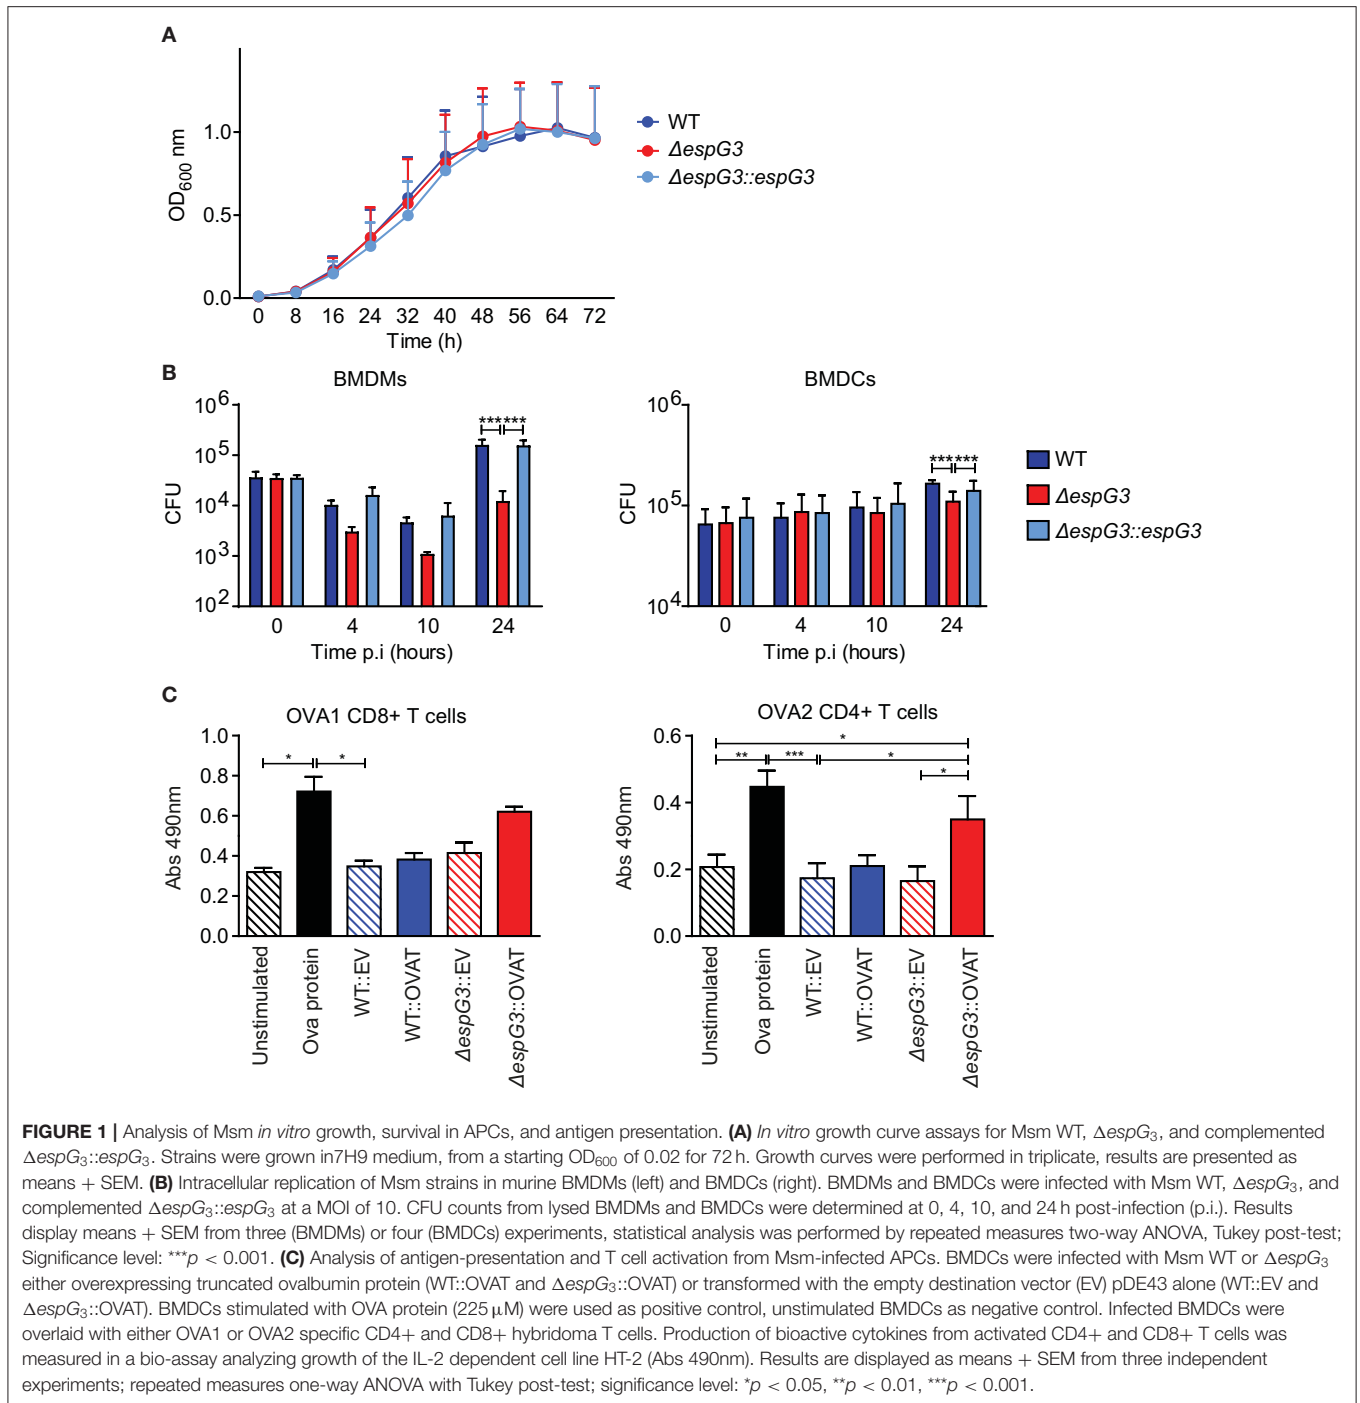 A
OD600 nm
1.0
0.5
0.0
0 8 16 24 32 40 48 56 64 72
Time (h)
WT
ΔespG3
ΔespG3::espG3
B
BMDMs
CFU
10^6
10^5
10^4
10^3
10^2
*** ***
0 4 10 24
Time p.i (hours)
BMDCs
CFU
10^6
10^5
10^4
*** ***
0 4 10 24
Time p.i (hours)
WT
ΔespG3
ΔespG3::espG3
C
OVA1 CD8+ T cells
Abs 490nm
1.0
0.8
0.6
0.4
0.2
0.0
* *
Unstimulated
Ova protein
WT::EV
WT::OVAT
ΔespG3::EV
ΔespG3::OVAT
OVA2 CD4+ T cells
Abs 490nm
0.6
0.4
0.2
0.0
*
** *** *
*
Unstimulated
Ova protein
WT::EV
WT::OVAT
ΔespG3::EV
ΔespG3::OVAT
FIGURE 1 | Analysis of Msm in vitro growth, survival in APCs, and antigen presentation. (A) In vitro growth curve assays for Msm WT, ΔespG3, and complemented
ΔespG3::espG3. Strains were grown in7H9 medium, from a starting OD600 of 0.02 for 72 h. Growth curves were performed in triplicate, results are presented as
means + SEM. (B) Intracellular replication of Msm strains in murine BMDMs (left) and BMDCs (right). BMDMs and BMDCs were infected with Msm WT, ΔespG3, and
complemented ΔespG3::espG3 at a MOI of 10. CFU counts from lysed BMDMs and BMDCs were determined at 0, 4, 10, and 24 h post-infection (p.i.). Results
display means + SEM from three (BMDMs) or four (BMDCs) experiments, statistical analysis was performed by repeated measures two-way ANOVA, Tukey post-test;
Significance level: ***p < 0.001. (C) Analysis of antigen-presentation and T cell activation from Msm-infected APCs. BMDCs were infected with Msm WT or ΔespG3
either overexpressing truncated ovalbumin protein (WT::OVAT and ΔespG3::OVAT) or transformed with the empty destination vector (EV) pDE43 alone (WT::EV and
ΔespG3::OVAT). BMDCs stimulated with OVA protein (225 μM) were used as positive control, unstimulated BMDCs as negative control. Infected BMDCs were
overlaid with either OVA1 or OVA2 specific CD4+ and CD8+ hybridoma T cells. Production of bioactive cytokines from activated CD4+ and CD8+ T cells was
measured in a bio-assay analyzing growth of the IL-2 dependent cell line HT-2 (Abs 490nm). Results are displayed as means + SEM from three independent
experiments; repeated measures one-way ANOVA with Tukey post-test; significance level: *p < 0.05, **p < 0.01, ***p < 0.001.